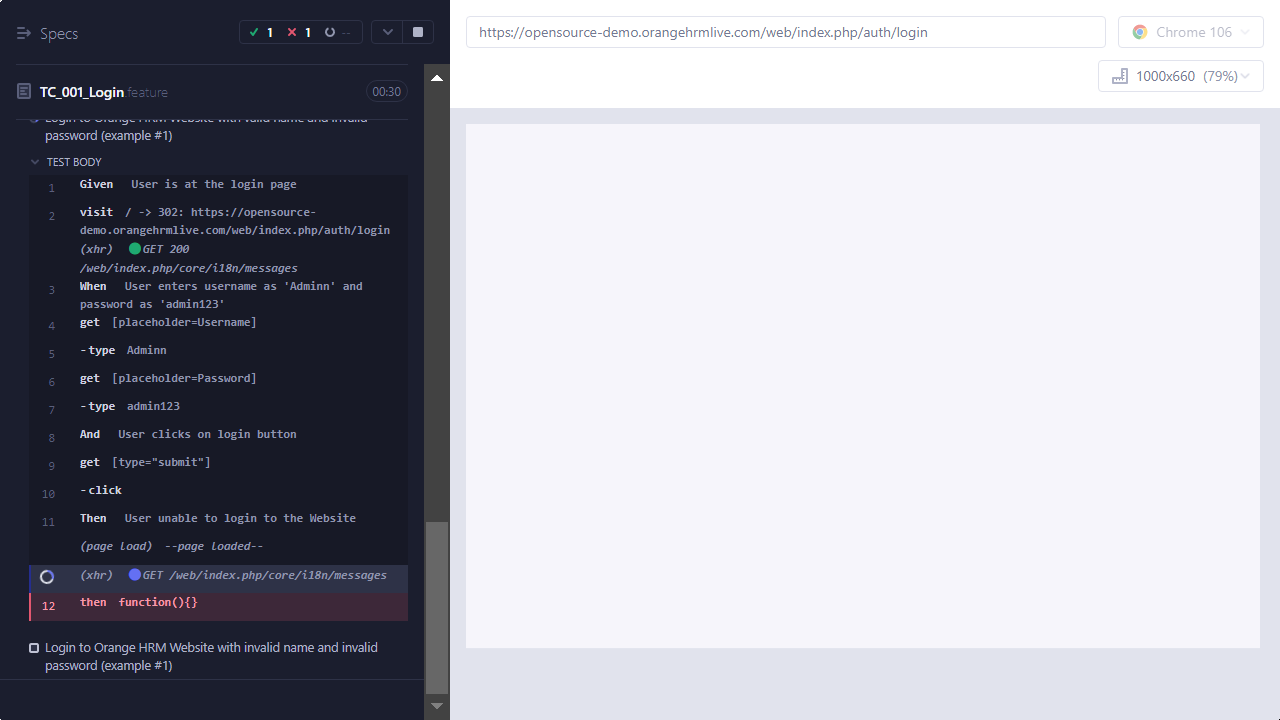 Specs
1
1
--
https://opensource-demo.orangehrmlive.com/web/index.php/auth/login
Chrome 106
1000x660 (79%)
TC_001_Login.feature
00:30
Login to Orange HRM Website with valid name and invalid
password (example #1)
TEST BODY
1 Given User is at the login page
2 visit / -> 302: https://opensource-
demo.orangehrmlive.com/web/index.php/auth/login
(xhr) GET 200
/web/index.php/core/i18n/messages
3 When User enters username as 'Adminn' and
password as 'admin123'
4 get [placeholder=Username]
5 -type Adminn
6 get [placeholder=Password]
7 -type admin123
8 And User clicks on login button
9 get [type="submit"]
10 -click
11 Then User unable to login to the Website
(page load) --page loaded--
(xhr) GET /web/index.php/core/i18n/messages
12 then function(){}
Login to Orange HRM Website with invalid name and invalid
password (example #1)